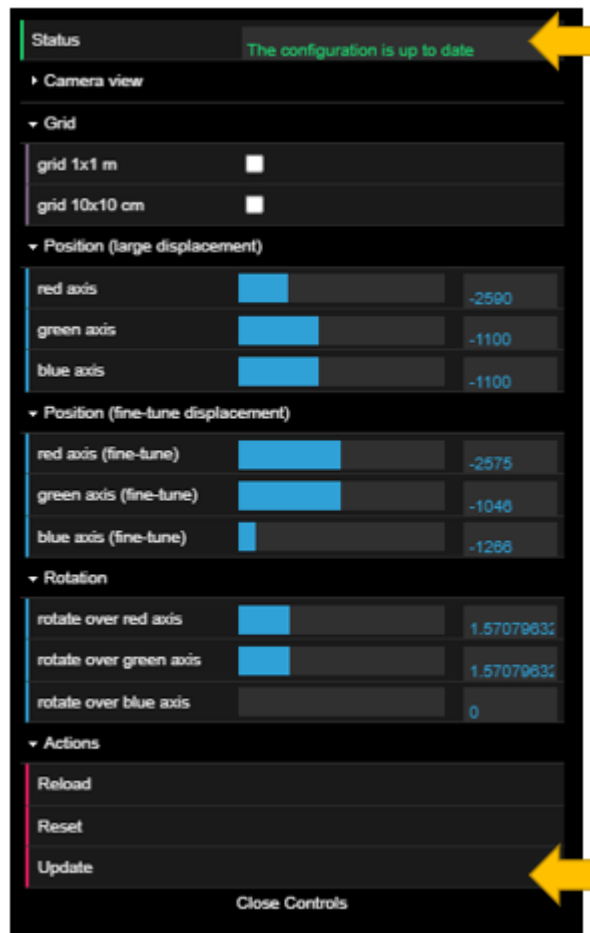 Status The configuration is up to date
Camera view
Grid
grid 1x1 m
grid 10x10 cm
Position (large displacement)
red axis -2590
green axis -1100
blue axis -1100
Position (fine-tune displacement)
red axis (fine-tune) -2575
green axis (fine-tune) -1046
blue axis (fine-tune) -1266
Rotation
rotate over red axis 1.57079632
rotate over green axis 1.57079632
rotate over blue axis 0
Actions
Reload
Reset
Update
Close Controls